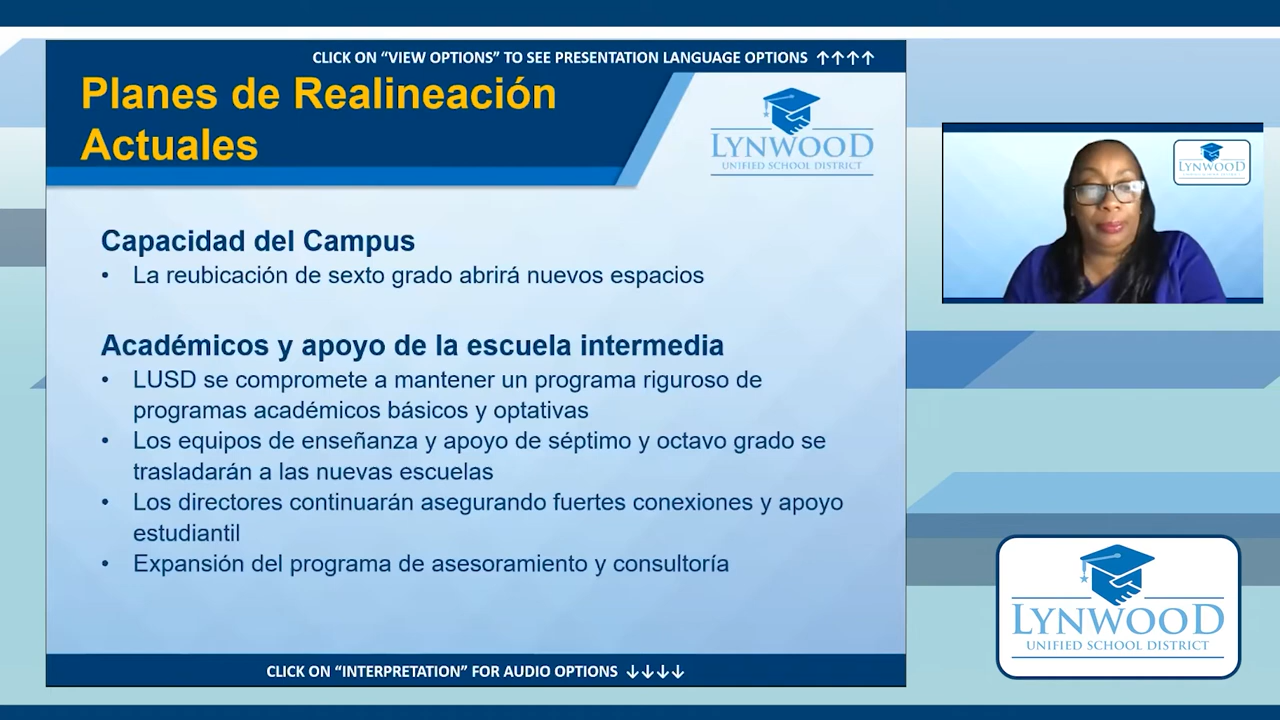 CLICK ON “VIEW OPTIONS” TO SEE PRESENTATION LANGUAGE OPTIONS ↑↑↑↑
Planes de Realineación
Actuales
LYNWOOD
UNIFIED SCHOOL DISTRICT
Capacidad del Campus
• La reubicación de sexto grado abrirá nuevos espacios
Académicos y apoyo de la escuela intermedia
• LUSD se compromete a mantener un programa riguroso de
programas académicos básicos y optativas
• Los equipos de enseñanza y apoyo de séptimo y octavo grado se
trasladarán a las nuevas escuelas
• Los directores continuarán asegurando fuertes conexiones y apoyo
estudiantil
• Expansión del programa de asesoramiento y consultoría
CLICK ON “INTERPRETATION” FOR AUDIO OPTIONS ↓↓↓↓
LYNWOOD
LYNWOOD
UNIFIED SCHOOL DISTRICT